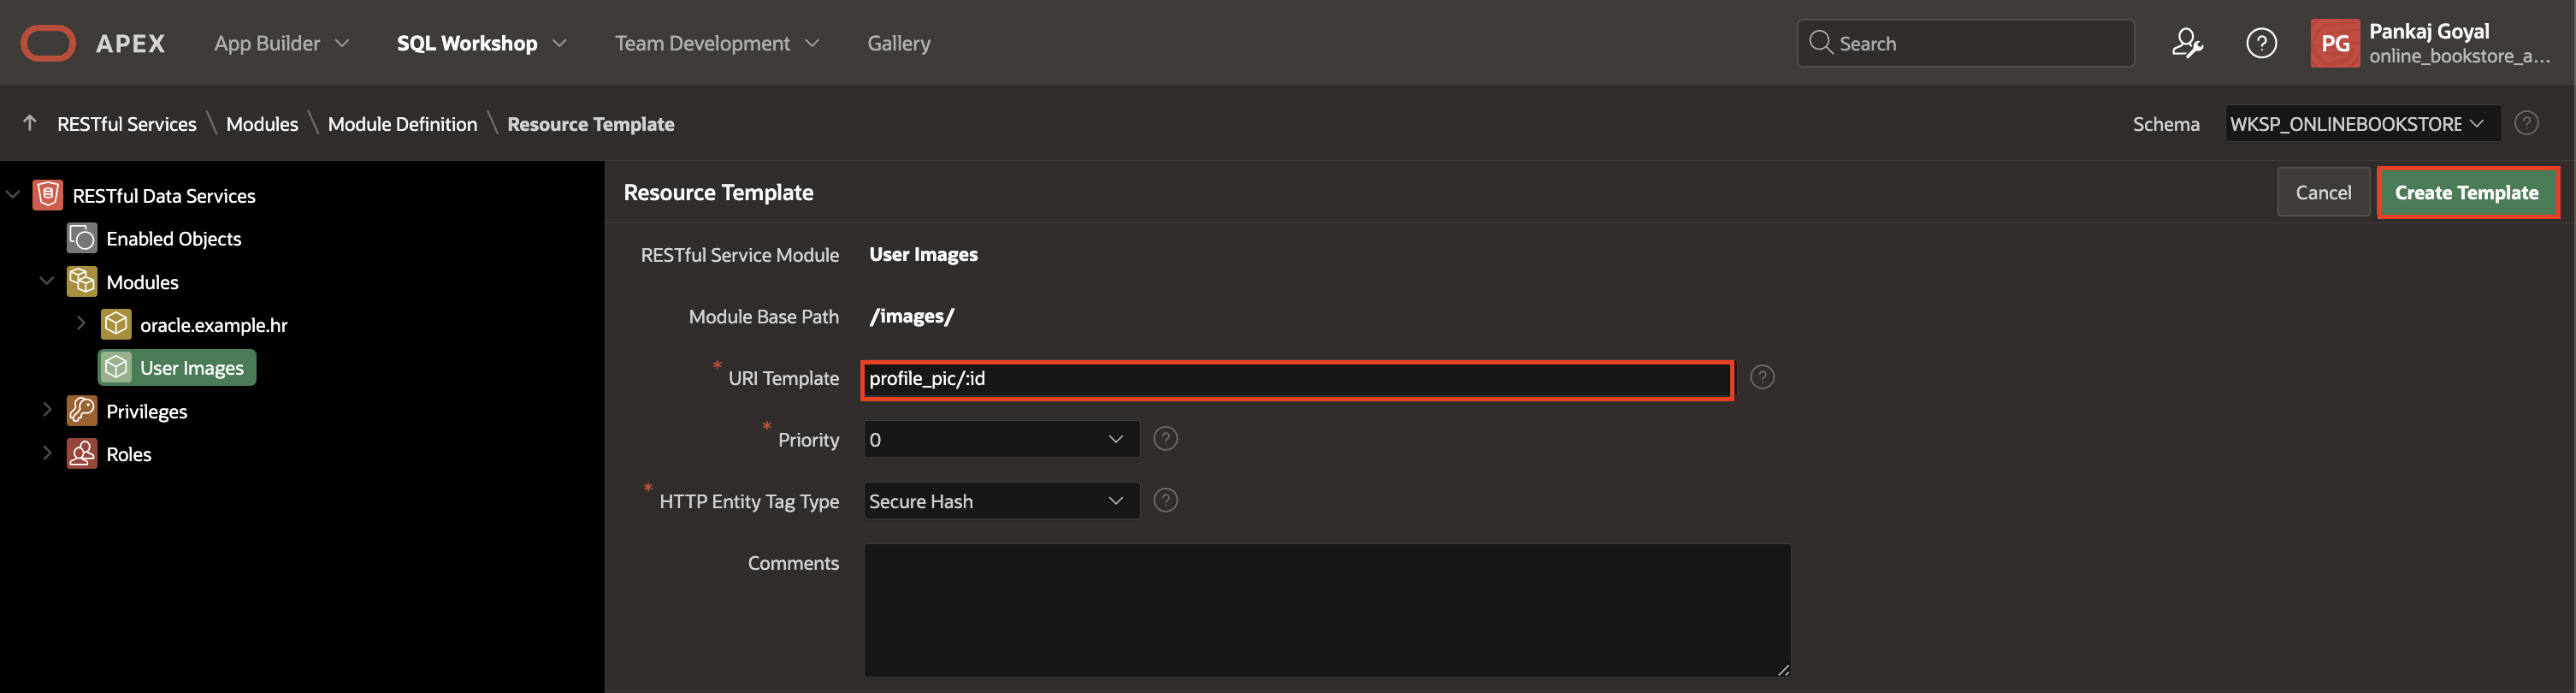 APEX App Builder SQL Workshop Team Development Gallery Search PG Pankaj Goyal
online_bookstore_a...
RESTful Services \ Modules \ Module Definition \ Resource Template Schema WKSP_ONLINEBOOKSTORE
RESTful Data Services
Enabled Objects
Modules
oracle.example.hr
User Images
Privileges
Roles
Resource Template Cancel Create Template
RESTful Service Module User Images
Module Base Path /images/
* URI Template profile_pic/:id ?
* Priority 0 ?
* HTTP Entity Tag Type Secure Hash ?
Comments